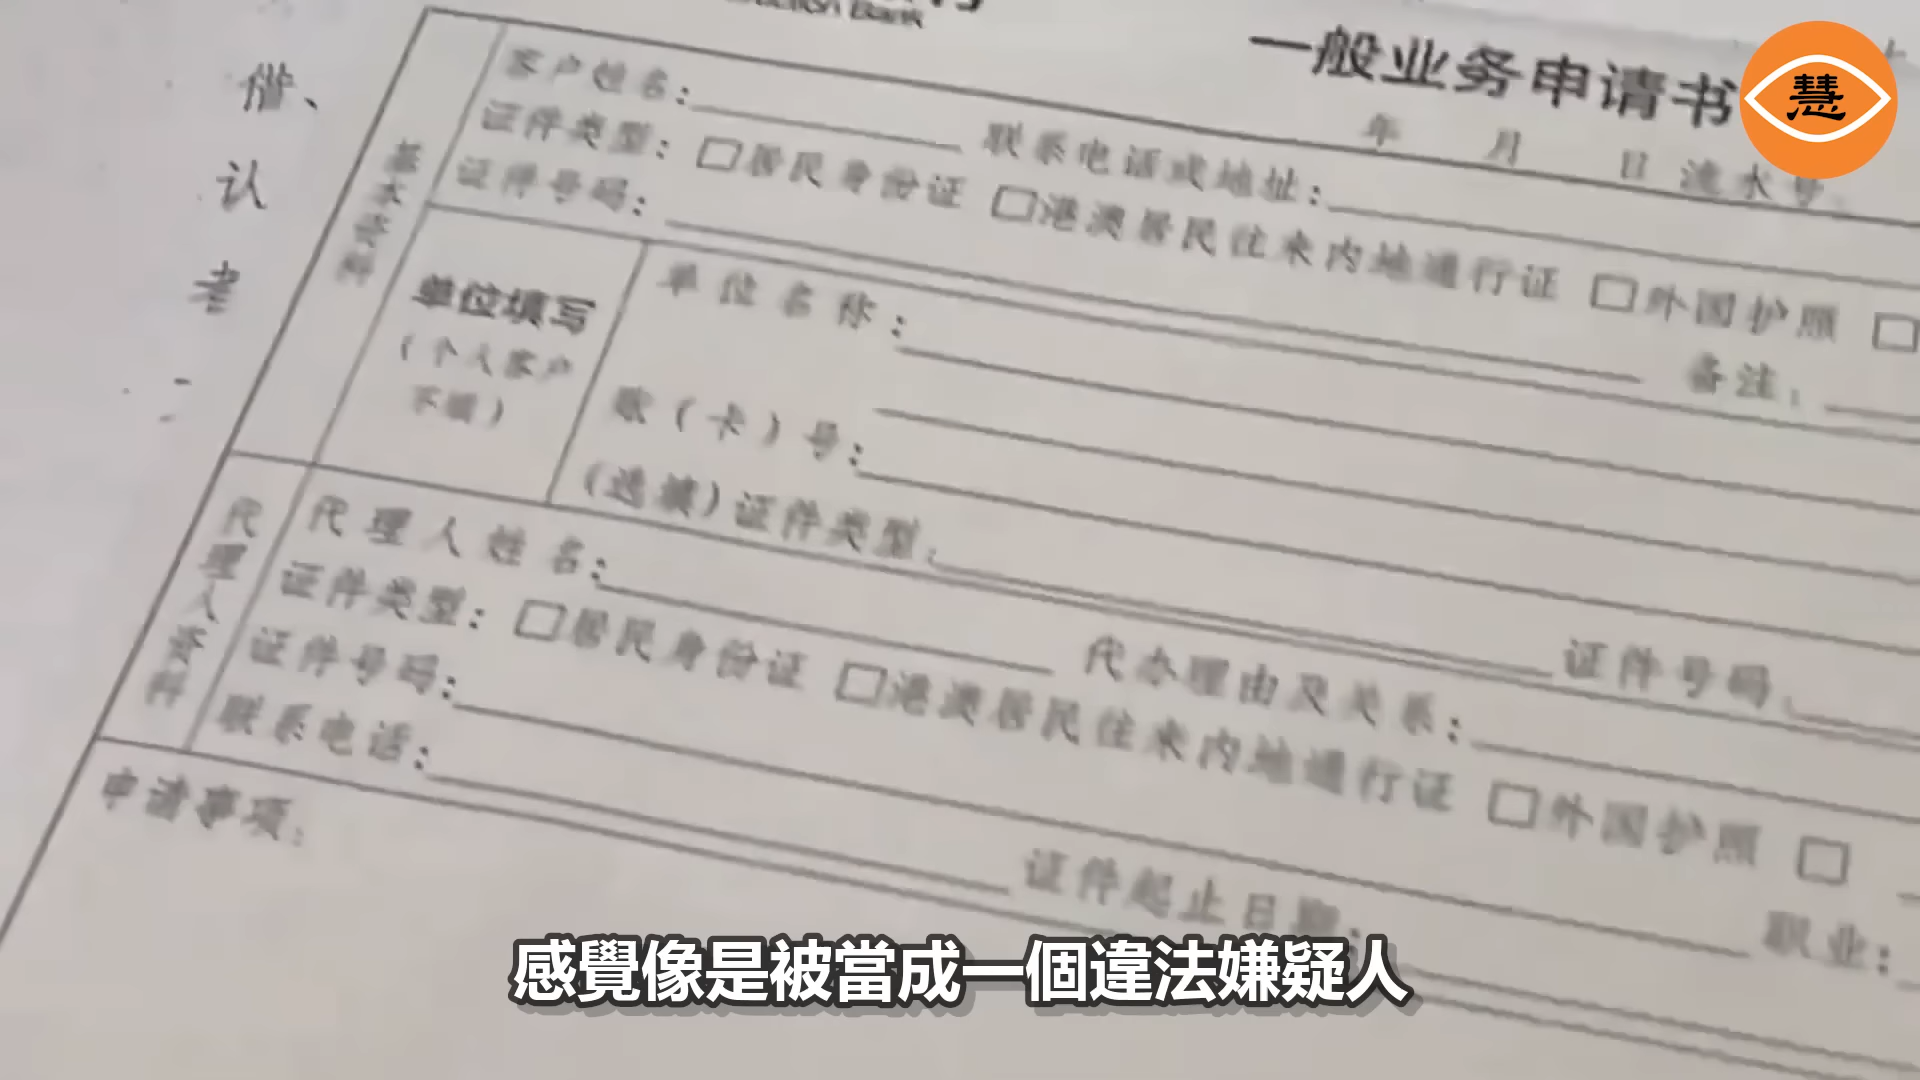 Bank
一般业务申请书
慧
年 月 日 流水号:
借、
认
考
基本资料
客户姓名: 联系电话或地址:
证件类型: □居民身份证 □港澳居民往来内地通行证 □外国护照 □
证件号码: 备注:
单位填写
(个人客户
不填)
单位名称:
账(卡)号:
(选填)证件类型: 证件号码:
代理人资料
代理人姓名: 代办理由及关系:
证件类型: □居民身份证 □港澳居民往来内地通行证 □外国护照 □
证件号码: 证件起止日期:
联系电话: 职业:
申请事项:
感覺像是被當成一個違法嫌疑人